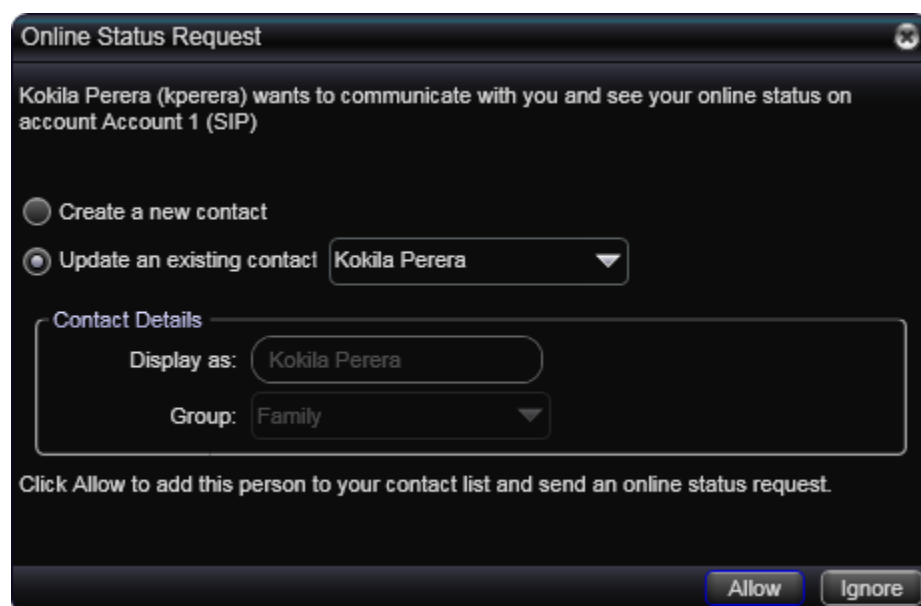 Online Status Request
Kokila Perera (kperera) wants to communicate with you and see your online status on
account Account 1 (SIP)
Create a new contact
Update an existing contact Kokila Perera
Contact Details
Display as: Kokila Perera
Group: Family
Click Allow to add this person to your contact list and send an online status request.
Allow Ignore